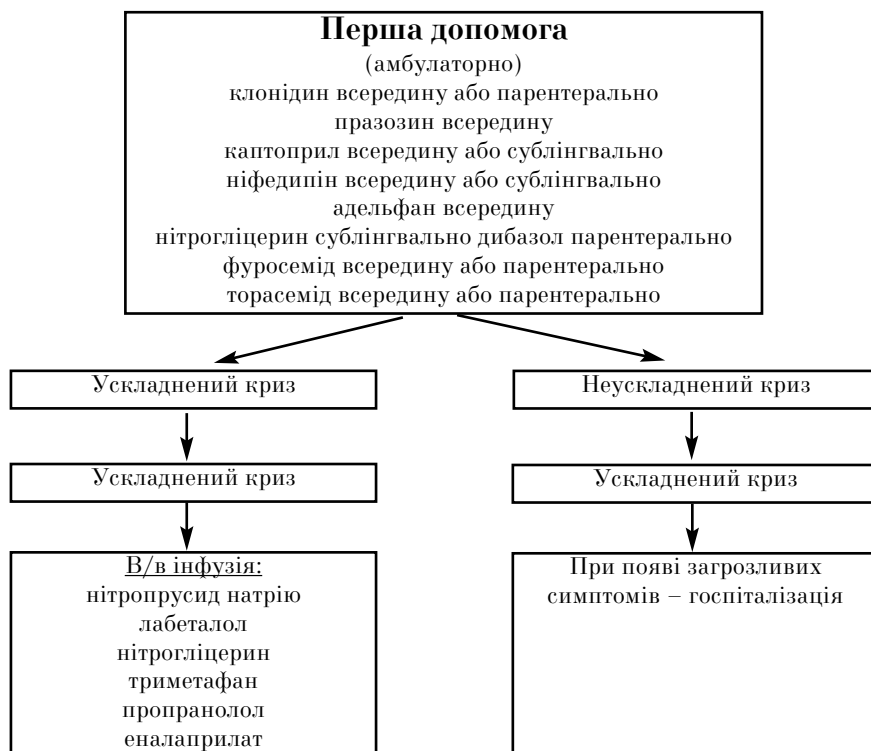 Перша допомога
(амбулаторно)
клонідин всередину або парентерально
празозин всередину
каптоприл всередину або сублінгвально
ніфедипін всередину або сублінгвально
адельфан всередину
нітрогліцерин сублінгвально дибазол парентерально
фуросемід всередину або парентерально
торасемід всередину або парентерально
Ускладнений криз
Неускладнений криз
Ускладнений криз
Ускладнений криз
В/в інфузія:
нітропрусид натрію
лабеталол
нітрогліцерин
триметафан
пропранолол
еналаприлат
При появі загрозливих
симптомів – госпіталізація